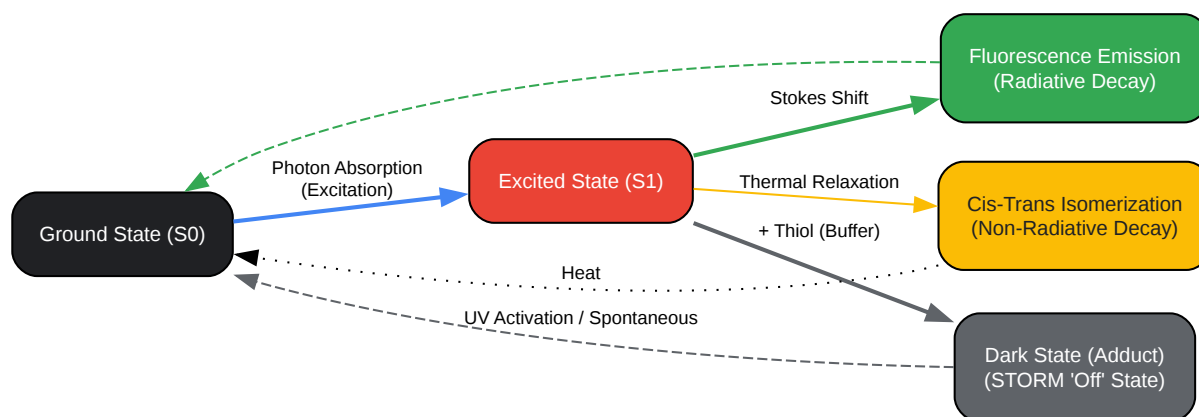 Fluorescence Emission
(Radiative Decay)
Stokes Shift
Photon Absorption
(Excitation)
Excited State (S1)
Thermal Relaxation
Cis-Trans Isomerization
(Non-Radiative Decay)
Ground State (S0)
+ Thiol (Buffer)
Heat
UV Activation / Spontaneous
Dark State (Adduct)
(STORM 'Off' State)